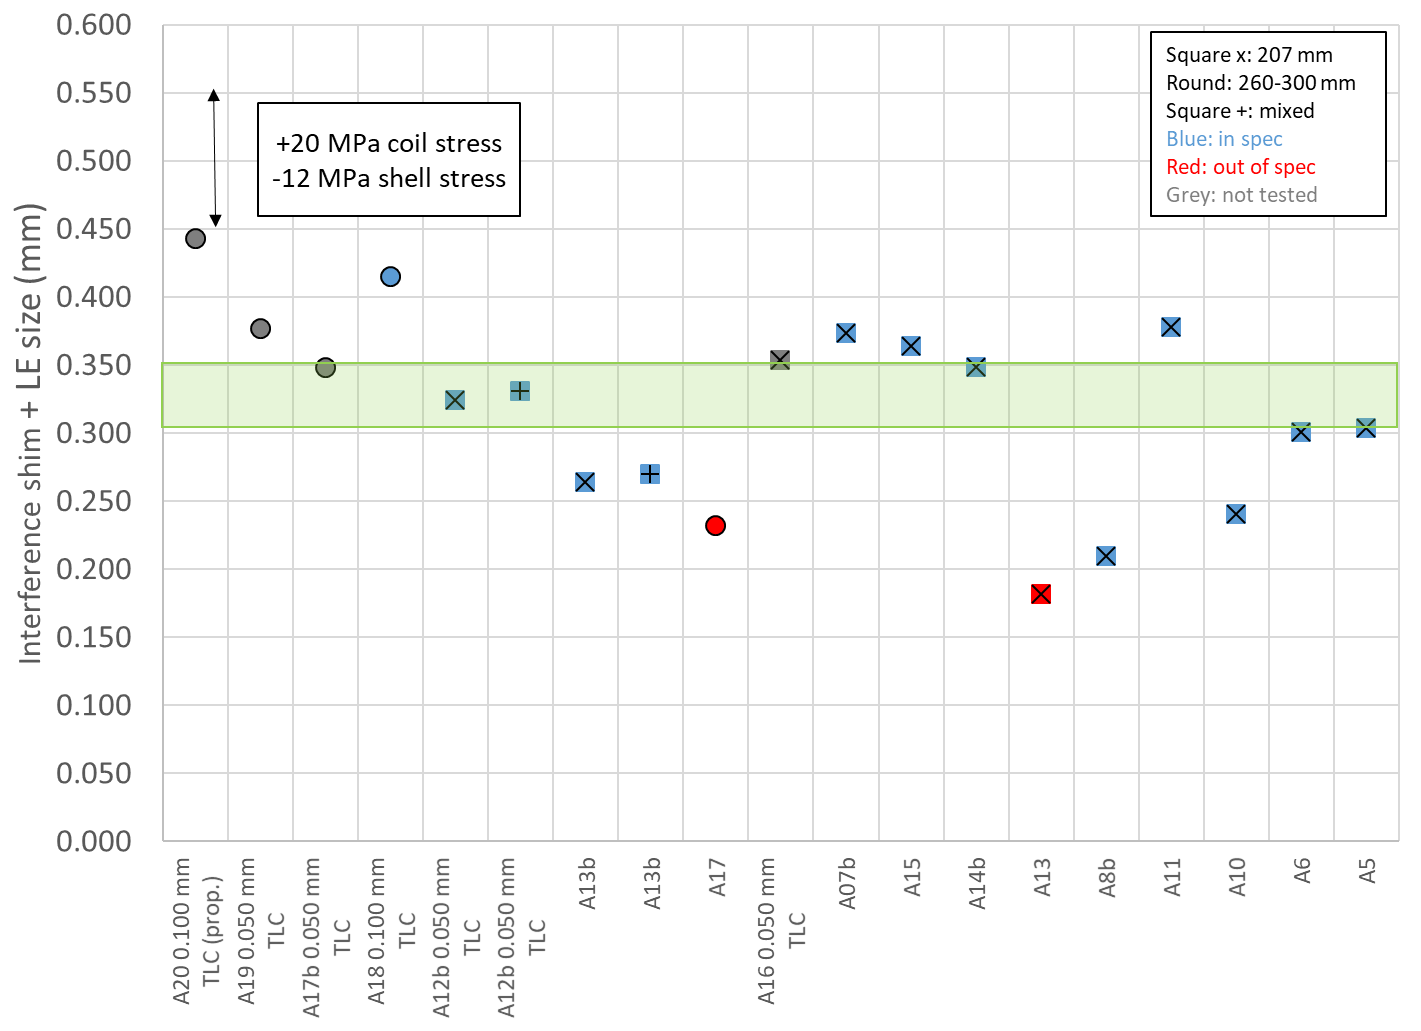 0.600
0.550
0.500
0.450
0.400
0.350
0.300
0.250
0.200
0.150
0.100
0.050
0.000
Interference shim + LE size (mm)
+20 MPa coil stress
-12 MPa shell stress
Square x: 207 mm
Round: 260-300 mm
Square +: mixed
Blue: in spec
Red: out of spec
Grey: not tested
A20 0.100 mm
TLC (prop.)
A19 0.050 mm
TLC
A17b 0.050 mm
TLC
A18 0.100 mm
TLC
A12b 0.050 mm
TLC
A12b 0.050 mm
TLC
A13b
A13b
A17
A16 0.050 mm
TLC
A07b
A15
A14b
A13
A8b
A11
A10
A6
A5